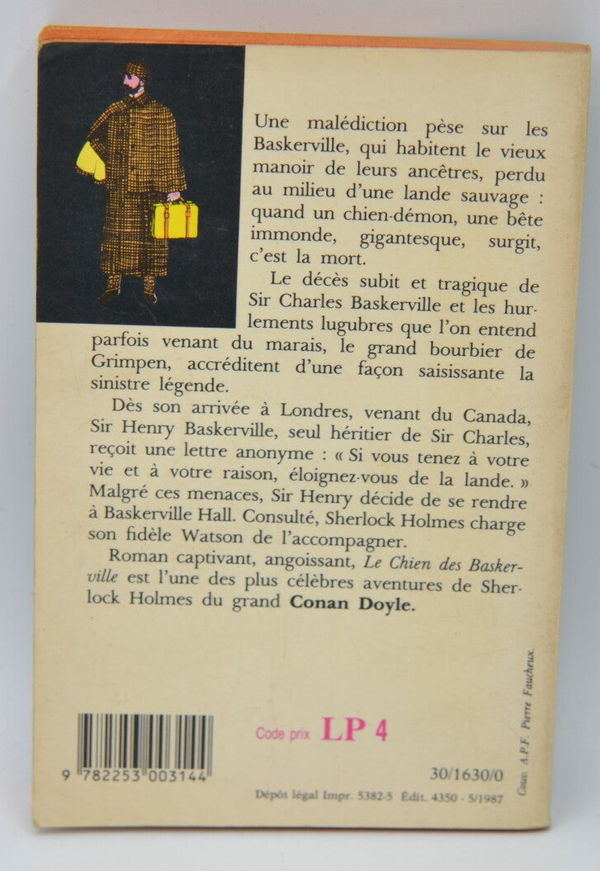 Une malédiction pèse sur les
Baskerville, qui habitent le vieux
manoir de leurs ancêtres, perdu
au milieu d'une lande sauvage :
quand un chien-démon, une bête
immonde, gigantesque, surgit,
c'est la mort.
Le décès subit et tragique de
Sir Charles Baskerville et les hur-
lements lugubres que l'on entend
parfois venant du marais, le grand bourbier de
Grimpen, accréditent d'une façon saisissante la
sinistre légende.
Dès son arrivée à Londres, venant du Canada,
Sir Henry Baskerville, seul héritier de Sir Charles,
reçoit une lettre anonyme : « Si vous tenez à votre
vie et à votre raison, éloignez-vous de la lande. »
Malgré ces menaces, Sir Henry décide de se rendre
à Baskerville Hall. Consulté, Sherlock Holmes charge
son fidèle Watson de l'accompagner.
Roman captivant, angoissant, Le Chien des Basker-
ville est l'une des plus célèbres aventures de Sher-
lock Holmes du grand Conan Doyle.
Couv. A.P.F. Pierre Faucheux.
Code prix LP 4
9 782253 003144
30/1630/0
Dépôt légal Impr. 5382-5 Édit. 4350 - 5/1987